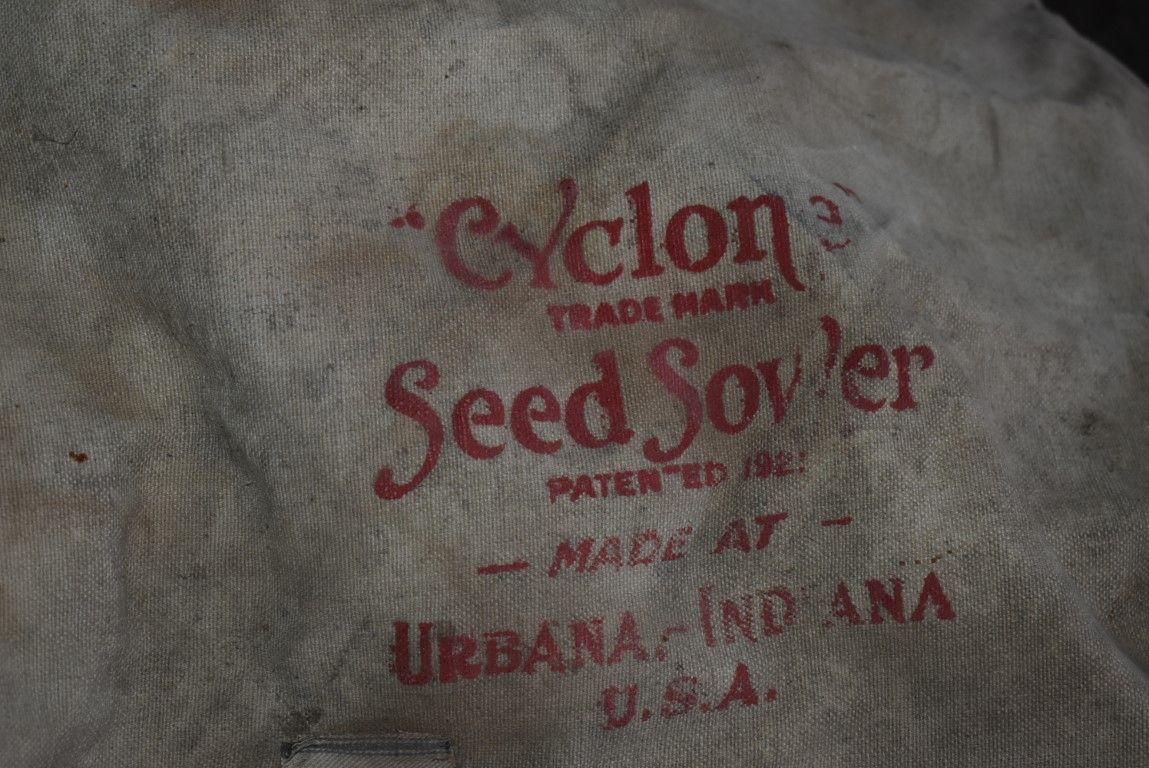 "Cyclone"
TRADE MARK
Seed Sower
PATENTED
— MADE AT —
URBANA,-INDIANA
U.S.A.